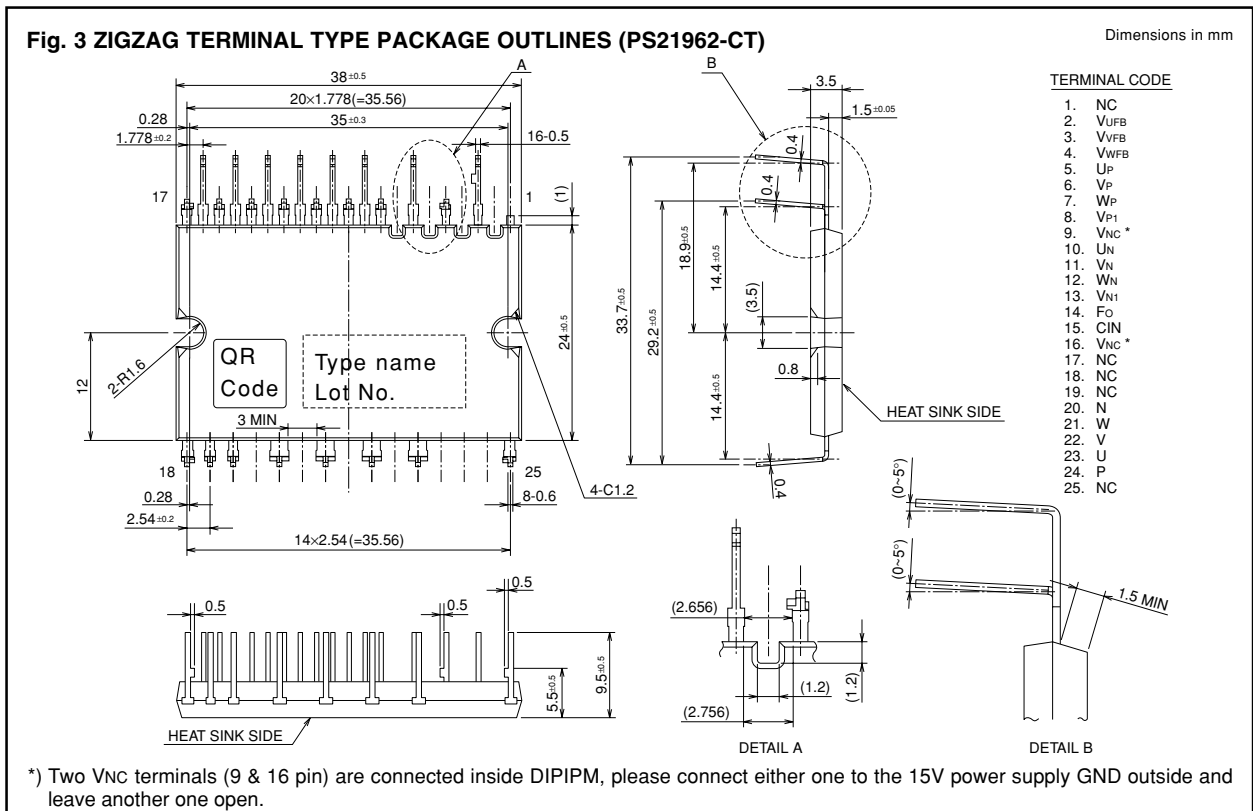 Fig. 3 ZIGZAG TERMINAL TYPE PACKAGE OUTLINES (PS21962-CT)
Dimensions in mm
A
38±0.5
20×1.778(=35.56)
0.28
35±0.3
1.778±0.2
16-0.5
17
1
(1)
24±0.5
12
2-R1.6
QR
Code
Type name
Lot No.
3 MIN
18
25
0.28
2.54±0.2
14×2.54(=35.56)
4-C1.2
8-0.6
B
3.5
1.5±0.05
0.4
0.4
33.7±0.5
29.2±0.5
18.9±0.5
14.4±0.5
(3.5)
0.8
14.4±0.5
HEAT SINK SIDE
0.4
TERMINAL CODE
1. NC
2. VUFB
3. VVFB
4. VWFB
5. UP
6. VP
7. WP
8. VP1
9. VNC *
10. UN
11. VN
12. WN
13. VN1
14. FO
15. CIN
16. VNC *
17. NC
18. NC
19. NC
20. N
21. W
22. V
23. U
24. P
25. NC
0.5
0.5
0.5
5.5±0.5
9.5±0.5
HEAT SINK SIDE
(2.656)
(1.2)
(1.2)
(2.756)
DETAIL A
(0~5°)
(0~5°)
1.5 MIN
DETAIL B
*) Two VNC terminals (9 & 16 pin) are connected inside DIPIPM, please connect either one to the 15V power supply GND outside and
leave another one open.